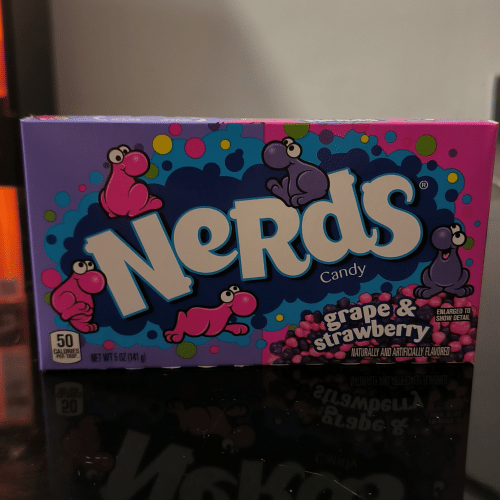 NeRdS®
Candy
grape &
strawberry
ENLARGED TO
SHOW DETAIL
NATURALLY AND ARTIFICIALLY FLAVORED
50
CALORIES
PER TBSP
NET WT 5 OZ (141 g)